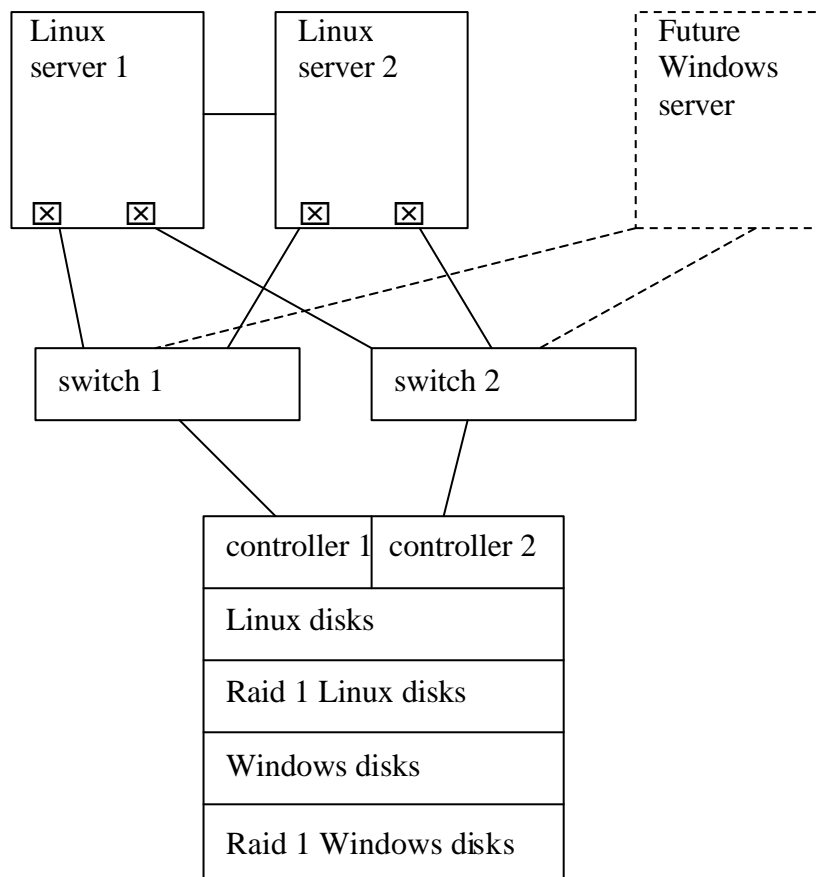 Linux
server 1
Linux
server 2
Future
Windows
server
switch 1
switch 2
controller 1
controller 2
Linux disks
Raid 1 Linux disks
Windows disks
Raid 1 Windows disks